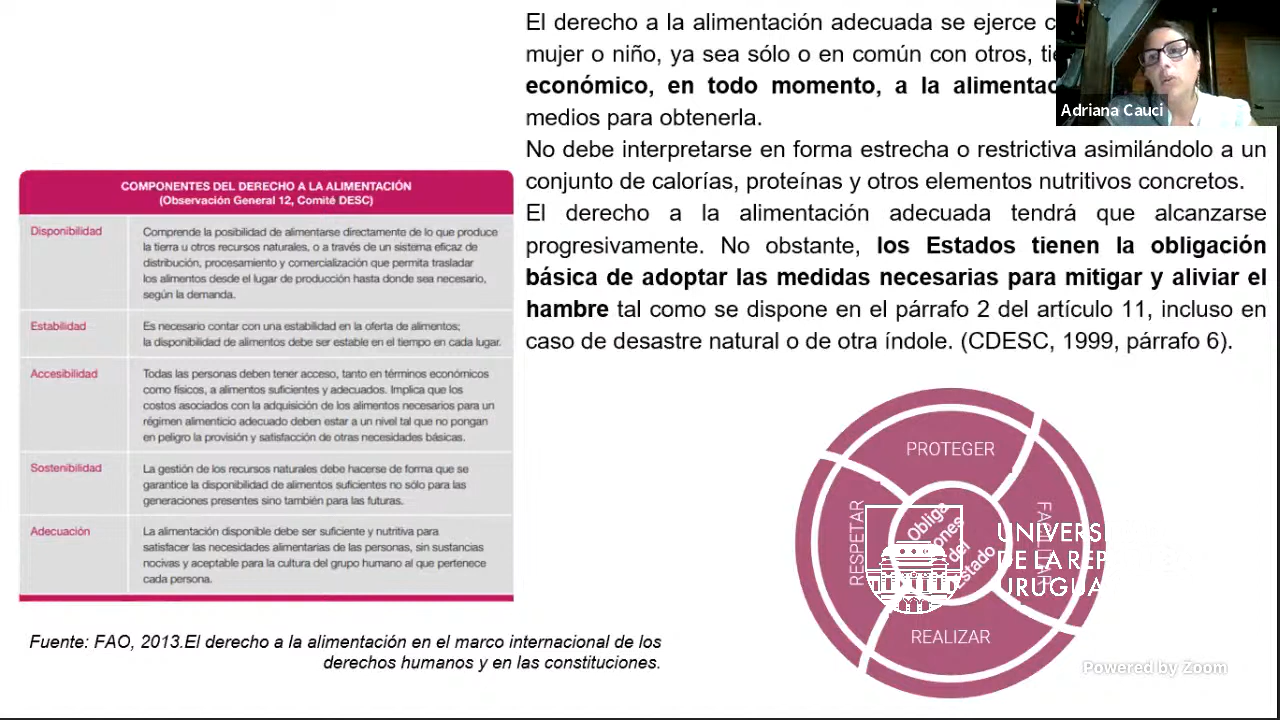 El derecho a la alimentación adecuada se ejerce
mujer o niño, ya sea sólo o en común con otros,
económico, en todo momento, a la
medios para obtenerla.
No debe interpretarse en forma estrecha o restrictiva asimilándolo a un
conjunto de calorías, proteínas y otros elementos nutritivos concretos.
El derecho a la alimentación adecuada tendrá que alcanzarse
progresivamente. No obstante, los Estados tienen la obligación
básica de adoptar las medidas necesarias para mitigar y aliviar el
hambre tal como se dispone en el párrafo 2 del artículo 11, incluso en
caso de desastre natural o de otra índole. (CDESC, 1999, párrafo 6).
Adriana Cauci
COMPONENTES DEL DERECHO A LA ALIMENTACIÓN
(Observación General 12, Comité DESC)
Disponibilidad
Comprende la posibilidad de alimentarse directamente de lo que produce
la tierra u otros recursos naturales, o a través de un sistema eficaz de
distribución, procesamiento y comercialización que permita trasladar
los alimentos desde el lugar de producción hasta donde sea necesario,
según la demanda.
Estabilidad
Es necesario contar con una estabilidad en la oferta de alimentos;
la disponibilidad de alimentos debe ser estable en el tiempo en cada lugar.
Accesibilidad
Todas las personas deben tener acceso, tanto en términos económicos
como físicos, a alimentos suficientes y adecuados. Implica que los
costos asociados con la adquisición de los alimentos necesarios para un
régimen alimenticio adecuado deben estar a un nivel tal que no pongan
en peligro la provisión y satisfacción de otras necesidades básicas.
Sostenibilidad
La gestión de los recursos naturales debe hacerse de forma que se
garantice la disponibilidad de alimentos suficientes no sólo para las
generaciones presentes sino también para las futuras.
Adecuación
La alimentación disponible debe ser suficiente y nutritiva para
satisfacer las necesidades alimentarias de las personas, sin sustancias
nocivas y aceptable para la cultura del grupo humano al que pertenece
cada persona.
Fuente: FAO, 2013.El derecho a la alimentación en el marco internacional de los
derechos humanos y en las constituciones.
PROTEGER
RESPETAR
REALIZAR
del
DE LA
Powered by Zoom